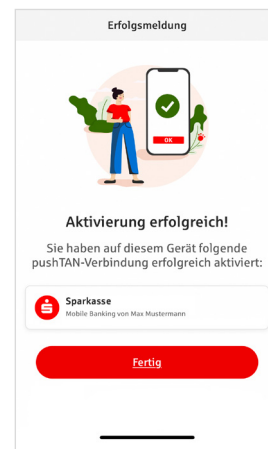 Erfolgsmeldung
OK
Aktivierung erfolgreich!
Sie haben auf diesem Gerät folgende
pushTAN-Verbindung erfolgreich aktiviert:
Sparkasse
Mobile Banking von Max Mustermann
Fertig